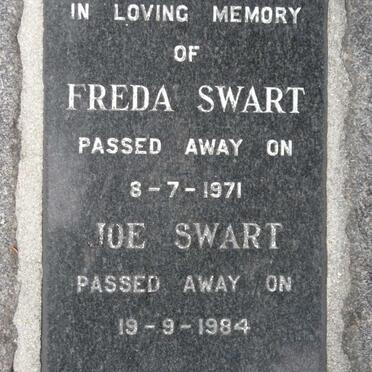 IN LOVING MEMORY
OF
FREDA SWART
PASSED AWAY ON
8-7-1971
JOE SWART
PASSED AWAY ON
19-9-1984